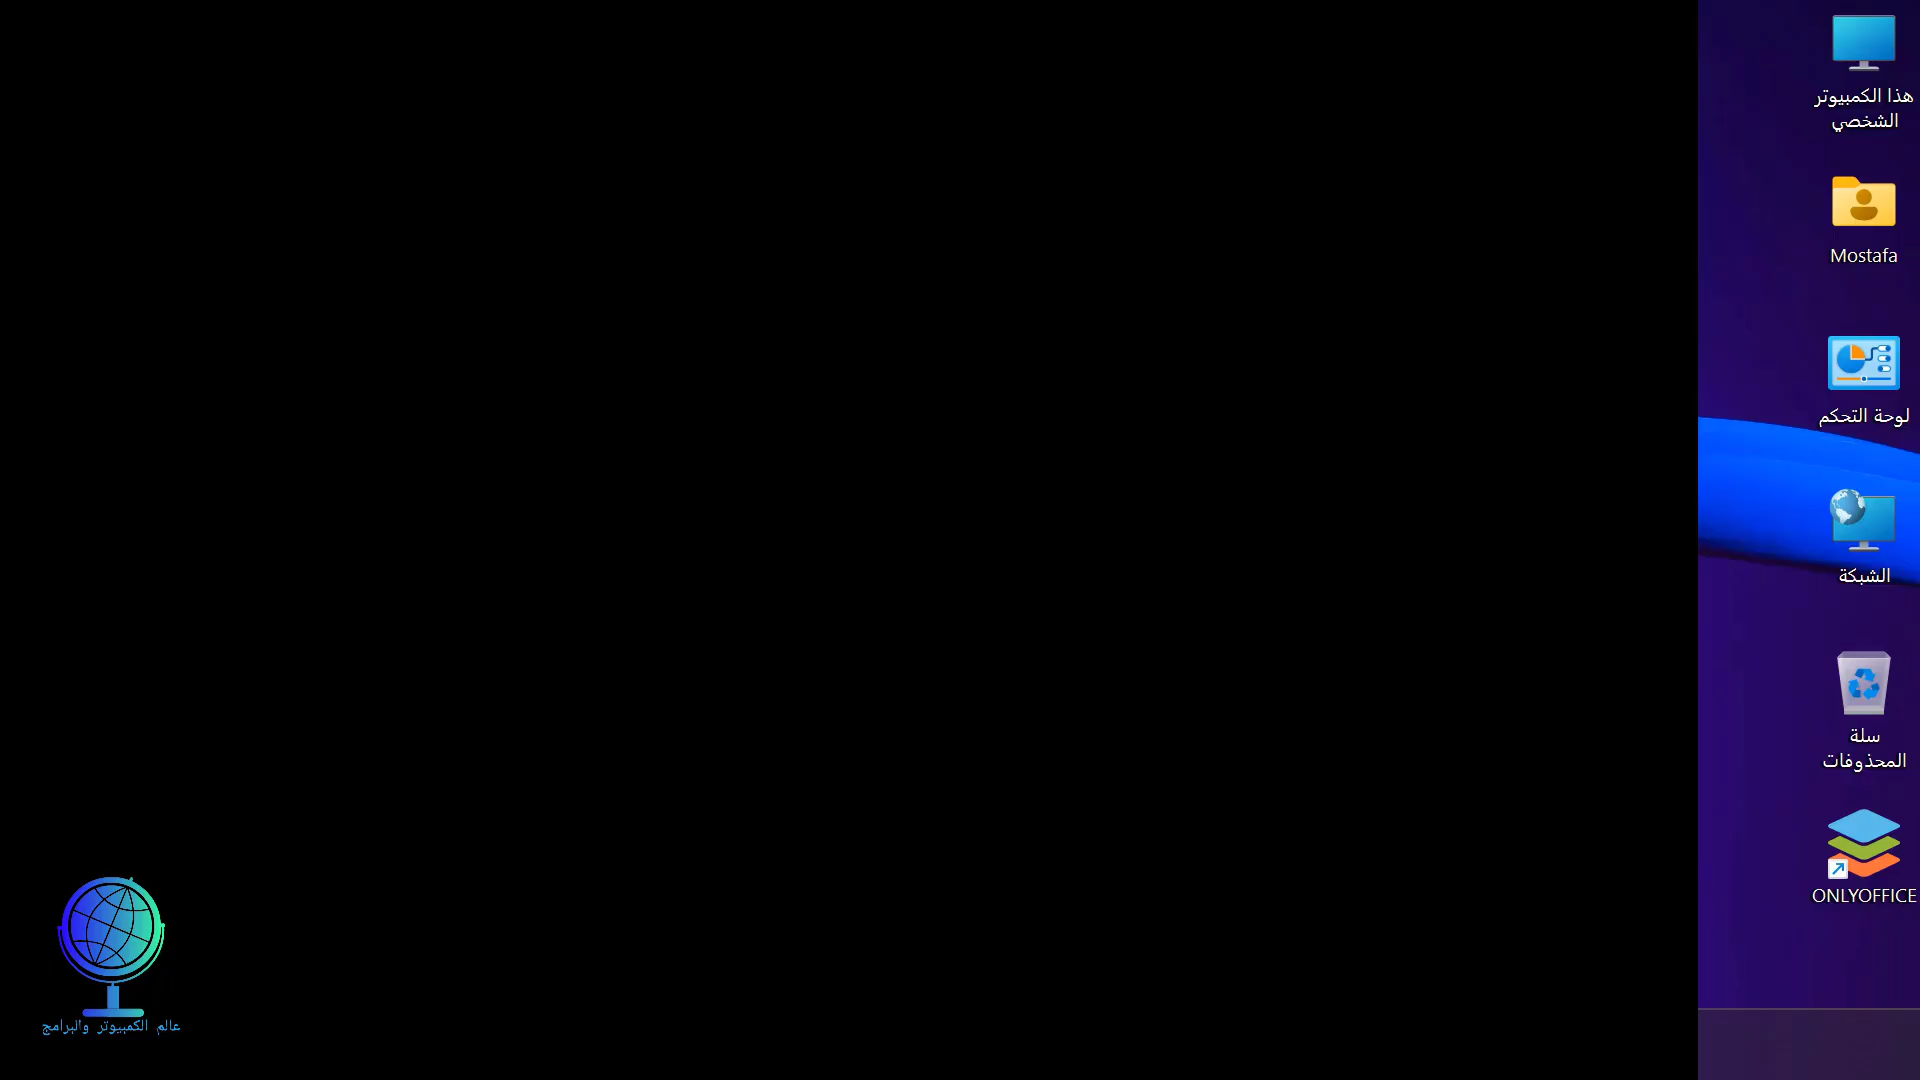 هذا الكمبيوتر
الشخصي
Mostafa
لوحة التحكم
الشبكة
سلة
المحذوفات
ONLYOFFICE
عالم الكمبيوتر والبرامج